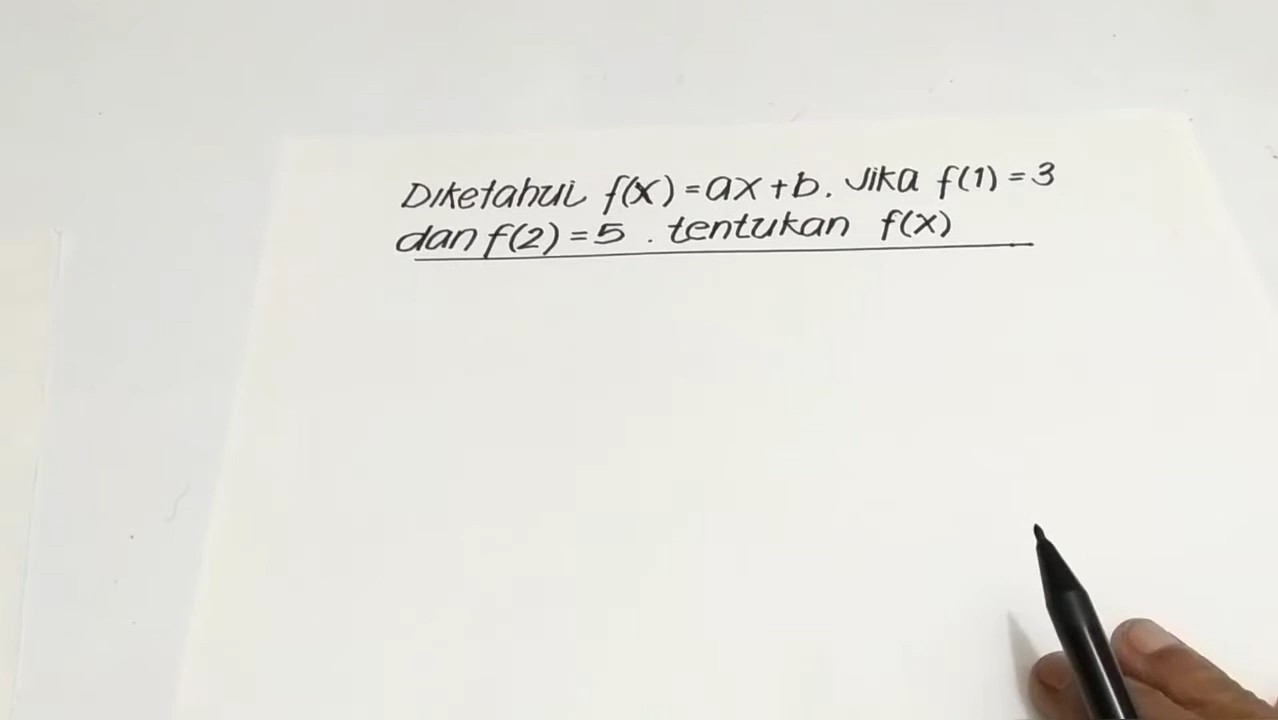 Diketahui f(x) = ax + b. Jika f(1) = 3
dan f(2) = 5 . tentukan f(x)